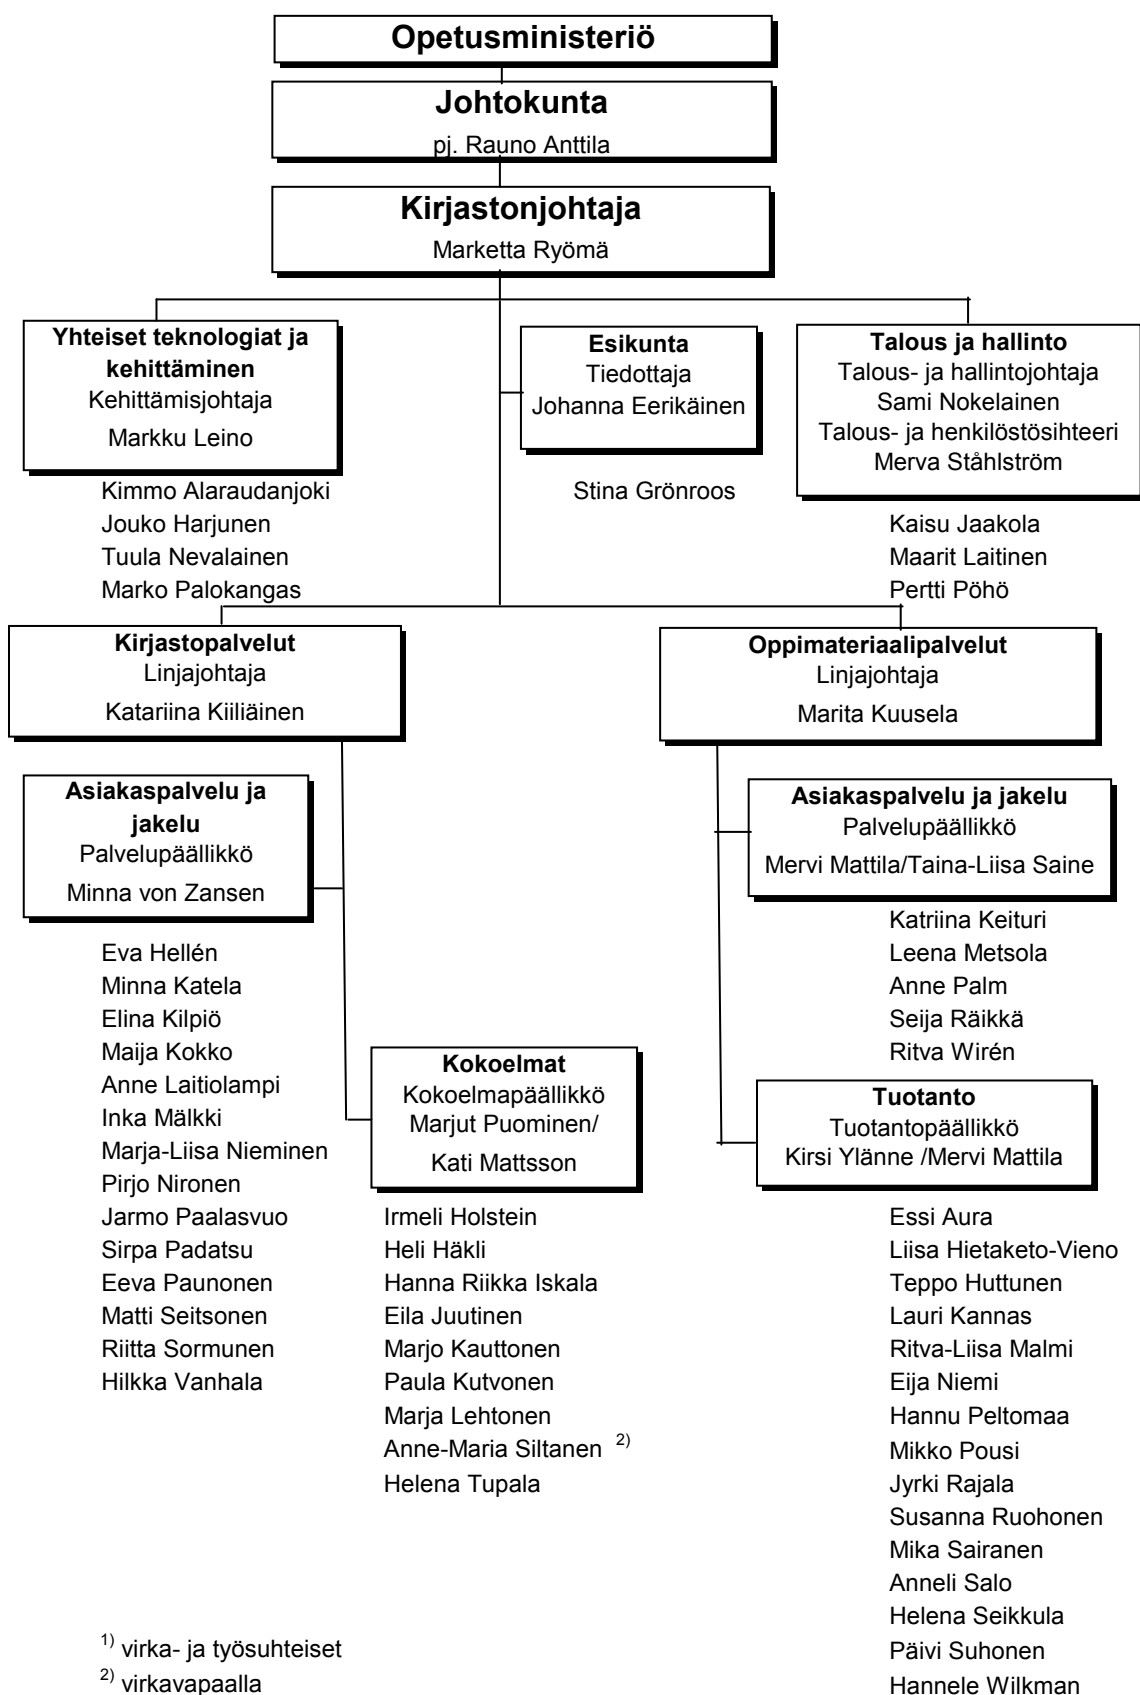 Opetusministeriö
Johtokunta
pj. Rauno Anttila
Kirjastonjohtaja
Marketta Ryömä
Yhteiset teknologiat ja
kehittäminen
Kehittämisjohtaja
Markku Leino
Kimmo Alaraudanjoki
Jouko Harjunen
Tuula Nevalainen
Marko Palokangas
Esikunta
Tiedottaja
Johanna Eerikäinen
Stina Grönroos
Talous ja hallinto
Talous- ja hallintojohtaja
Sami Nokelainen
Talous- ja henkilöstösihteeri
Merva Ståhlström
Kaisu Jaakola
Maarit Laitinen
Pertti Pöhö
Kirjastopalvelut
Linjajohtaja
Katariina Kiiliäinen
Asiakaspalvelu ja
jakelu
Palvelupäällikkö
Minna von Zansen
Eva Hellén
Minna Katela
Elina Kilpiö
Maija Kokko
Anne Laitiolampi
Inka Mälkki
Marja-Liisa Nieminen
Pirjo Nironen
Jarmo Paalasvuo
Sirpa Padatsu
Eeva Paunonen
Matti Seitsonen
Riitta Sormunen
Hilkka Vanhala
Kokoelmat
Kokoelmapäällikkö
Marjut Puominen/
Kati Mattsson
Irmeli Holstein
Heli Häkli
Hanna Riikka Iskala
Eila Juutinen
Marjo Kauttonen
Paula Kutvonen
Marja Lehtonen
Anne-Maria Siltanen 2)
Helena Tupala
Oppimateriaalipalvelut
Linjajohtaja
Marita Kuusela
Asiakaspalvelu ja jakelu
Palvelupäällikkö
Mervi Mattila/Taina-Liisa Saine
Katriina Keituri
Leena Metsola
Anne Palm
Seija Räikkä
Ritva Wirén
Tuotanto
Tuotantopäällikkö
Kirsi Ylänne /Mervi Mattila
Essi Aura
Liisa Hietaketo-Vieno
Teppo Huttunen
Lauri Kannas
Ritva-Liisa Malmi
Eija Niemi
Hannu Peltomaa
Mikko Pousi
Jyrki Rajala
Susanna Ruohonen
Mika Sairanen
Anneli Salo
Helena Seikkula
Päivi Suhonen
Hannele Wilkman
1) virka- ja työsuhteiset
2) virkavapaalla